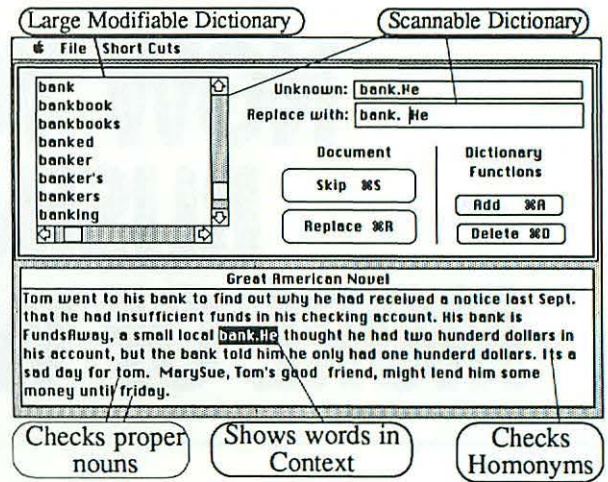 Large Modifiable Dictionary
Scannable Dictionary
File Short Cuts
bank
bankbook
bankbooks
banked
banker
banker's
bankers
banking
Unknown: bank.He
Replace with: bank. He
Document
Skip ⌘S
Replace ⌘R
Dictionary
Functions
Add ⌘A
Delete ⌘D
Great American Novel
Tom went to his bank to find out why he had received a notice last Sept.
that he had insufficient funds in his checking account. His bank is
FundsAway, a small local bank.He thought he had two hunderd dollars in
his account, but the bank told him he only had one hunderd dollars. Its a
sad day for tom. MarySue, Tom's good friend, might lend him some
money until friday.
Checks proper
nouns
Shows words in
Context
Checks
Homonyms